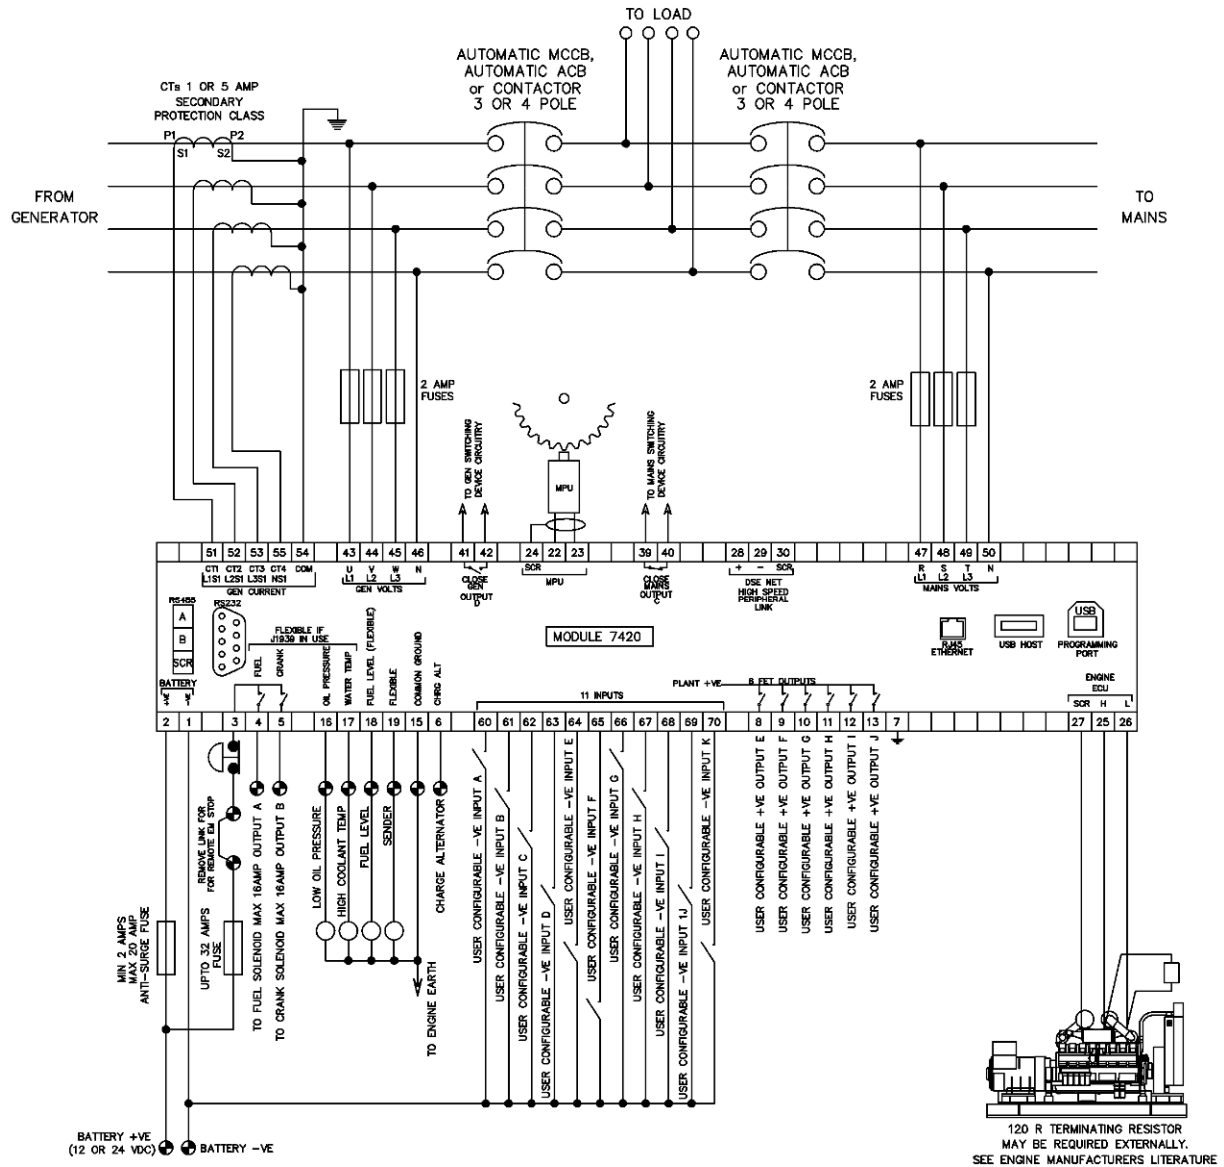 TO LOAD
AUTOMATIC MCCB,
AUTOMATIC ACB
or CONTACTOR
3 OR 4 POLE
AUTOMATIC MCCB,
AUTOMATIC ACB
or CONTACTOR
3 OR 4 POLE
CTs 1 OR 5 AMP
SECONDARY
PROTECTION CLASS
P1
P2
S1
S2
FROM
GENERATOR
TO
MAINS
2 AMP
FUSES
2 AMP
FUSES
TO GEN SWITCHING
DEVICE CIRCUITRY
MPU
TO MAINS SWITCHING
DEVICE CIRCUITRY
51 52 53 55 54 43 44 45 46 41 42 24 22 23 39 40 28 29 30 47 48 49 50
CT1 CT2 CT3 CT4 COM
L1S1 L2S1 L3S1 NS1
GEN CURRENT
U V W N
L1 L2 L3
GEN VOLTS
CLOSE
GEN
OUTPUT
D
SCR
MPU
CLOSE
MAINS
OUTPUT
C
+ - SCR
DSE NET
HIGH SPEED
PERIPHERAL
LINK
R S T N
L1 L2 L3
MAINS VOLTS
RS485
A
B
SCR
RS232
FLEXIBLE IF
J1939 IN USE
MODULE 7420
RJ45
ETHERNET
USB HOST
USB
PROGRAMMING
PORT
BATTERY
+VE
-VE
FUEL
CRANK
OIL PRESSURE
WATER TEMP
FUEL LEVEL (FLEXIBLE)
FLEXIBLE
COMMON GROUND
CHRG ALT
11 INPUTS
PLANT +VE
6 FET OUTPUTS
ENGINE
ECU
SCR H L
2 1 3 4 5 16 17 18 19 15 6 60 61 62 63 64 65 66 67 68 69 70 8 9 10 11 12 13 7 27 25 26
REMOVE LINK FOR
FOR REMOTE EM STOP
MIN 2 AMPS
MAX 20 AMP
ANTI-SURGE FUSE
UPTO 32 AMPS
FUSE
TO FUEL SOLENOID MAX 16AMP OUTPUT A
TO CRANK SOLENOID MAX 16AMP OUTPUT B
LOW OIL PRESSURE
HIGH COOLANT TEMP
FUEL LEVEL
SENDER
TO ENGINE EARTH
CHARGE ALTERNATOR
USER CONFIGURABLE -VE INPUT A
USER CONFIGURABLE -VE INPUT B
USER CONFIGURABLE -VE INPUT C
USER CONFIGURABLE -VE INPUT D
USER CONFIGURABLE -VE INPUT E
USER CONFIGURABLE -VE INPUT F
USER CONFIGURABLE -VE INPUT G
USER CONFIGURABLE -VE INPUT H
USER CONFIGURABLE -VE INPUT I
USER CONFIGURABLE -VE INPUT 1J
USER CONFIGURABLE -VE INPUT K
USER CONFIGURABLE +VE OUTPUT E
USER CONFIGURABLE +VE OUTPUT F
USER CONFIGURABLE +VE OUTPUT G
USER CONFIGURABLE +VE OUTPUT H
USER CONFIGURABLE +VE OUTPUT I
USER CONFIGURABLE +VE OUTPUT J
BATTERY +VE
(12 OR 24 VDC)
BATTERY -VE
120 R TERMINATING RESISTOR
MAY BE REQUIRED EXTERNALLY.
SEE ENGINE MANUFACTURERS LITERATURE